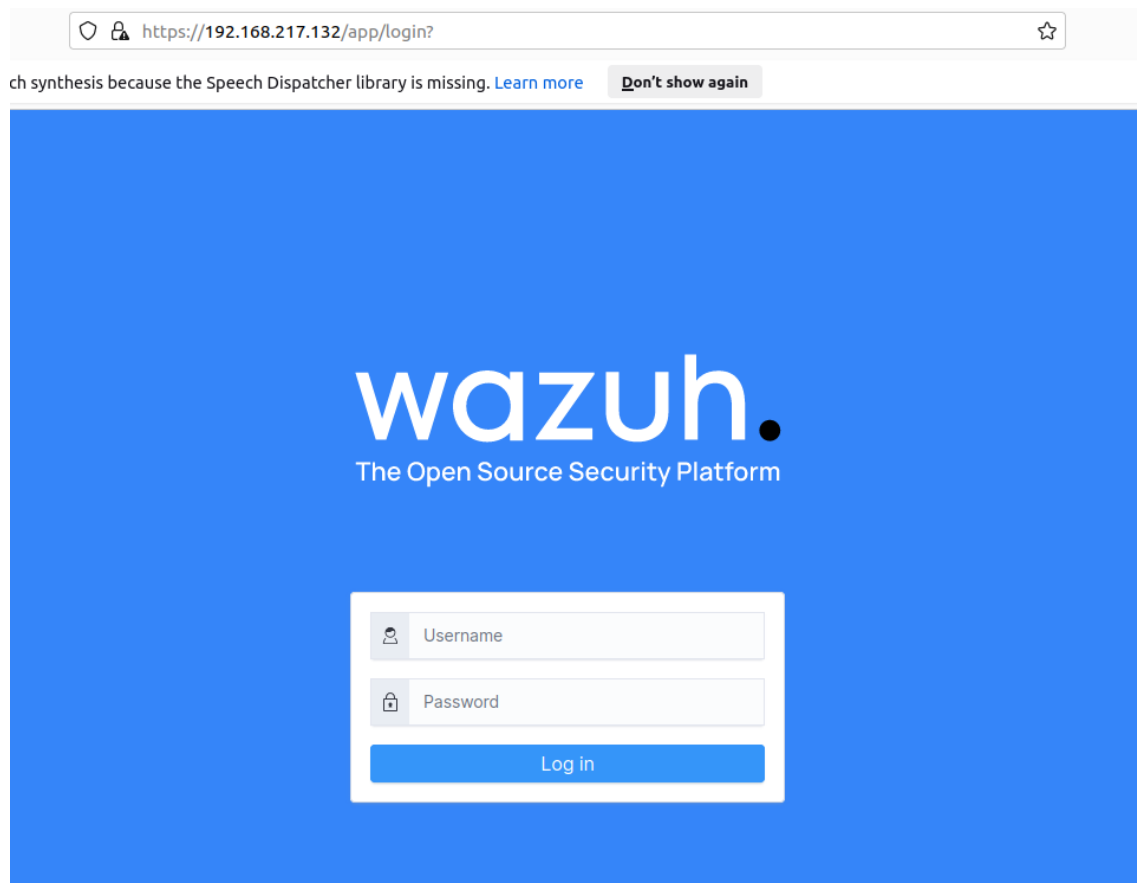 https://192.168.217.132/app/login?
ch synthesis because the Speech Dispatcher library is missing. Learn more Don't show again
wazuh.
The Open Source Security Platform
Username
Password
Log in